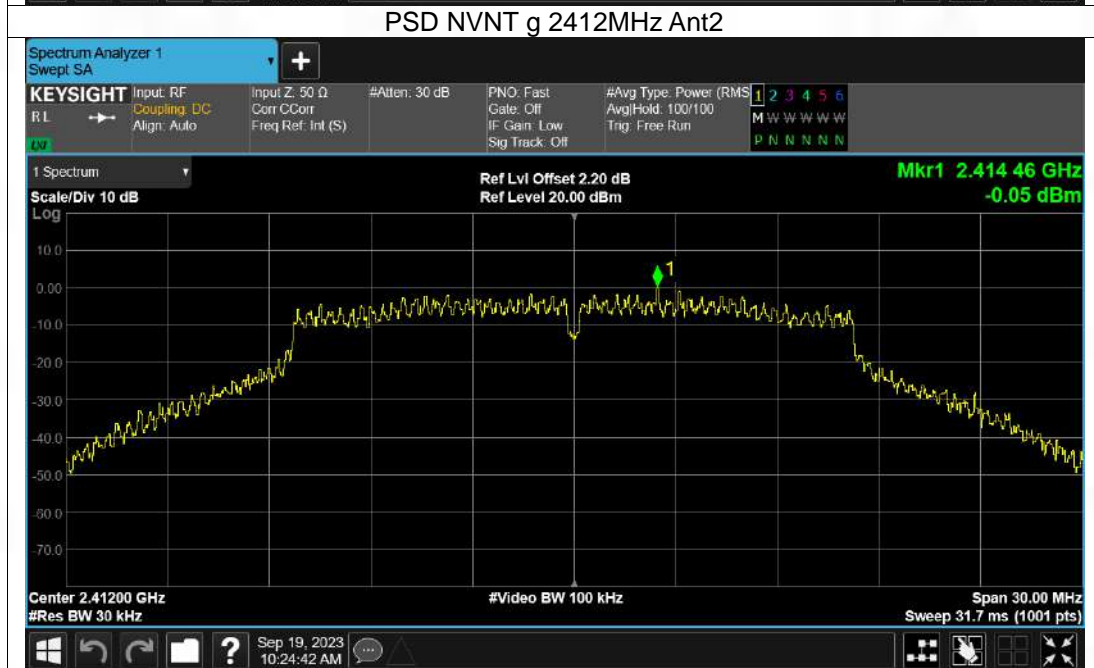 PSD NVNT g 2412MHz Ant2
Spectrum Analyzer 1
Swept SA
+
KEYSIGHT Input: RF Input Z: 50 Ω #Atten: 30 dB PNO: Fast #Avg Type: Power (RMS 1 2 3 4 5 6
RL Coupling: DC Corr CCorr Gate: Off Avg|Hold: 100/100 M W W W W W
Align: Auto Freq Ref: Int (S) IF Gain: Low Trig: Free Run
LXI Sig Track: Off P N N N N N
1 Spectrum Ref Lvl Offset 2.20 dB Mkr1 2.414 46 GHz
Scale/Div 10 dB Ref Level 20.00 dBm -0.05 dBm
Log
10.0
1
0.00
-10.0
-20.0
-30.0
-40.0
-50.0
-60.0
-70.0
Center 2.41200 GHz #Video BW 100 kHz Span 30.00 MHz
#Res BW 30 kHz Sweep 31.7 ms (1001 pts)
? Sep 19, 2023
10:24:42 AM